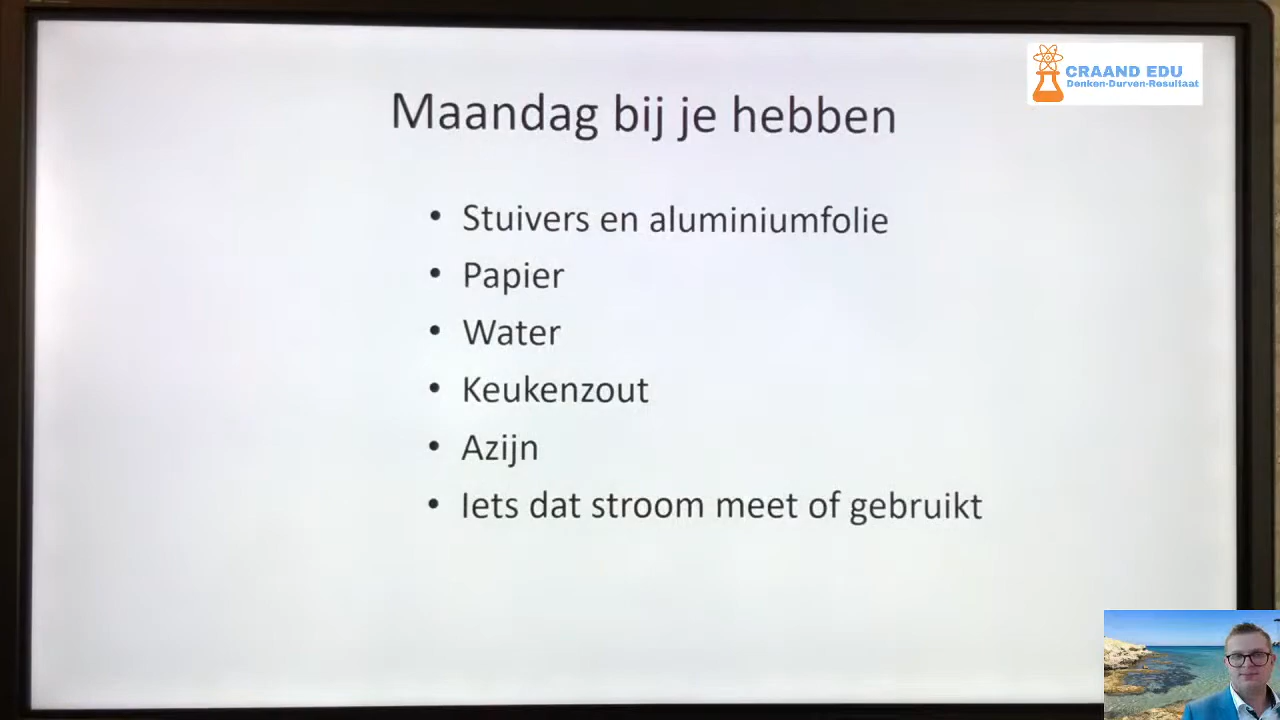 CRAAND EDU
Denken-Durven-Resultaat
Maandag bij je hebben
• Stuivers en aluminiumfolie
• Papier
• Water
• Keukenzout
• Azijn
• Iets dat stroom meet of gebruikt